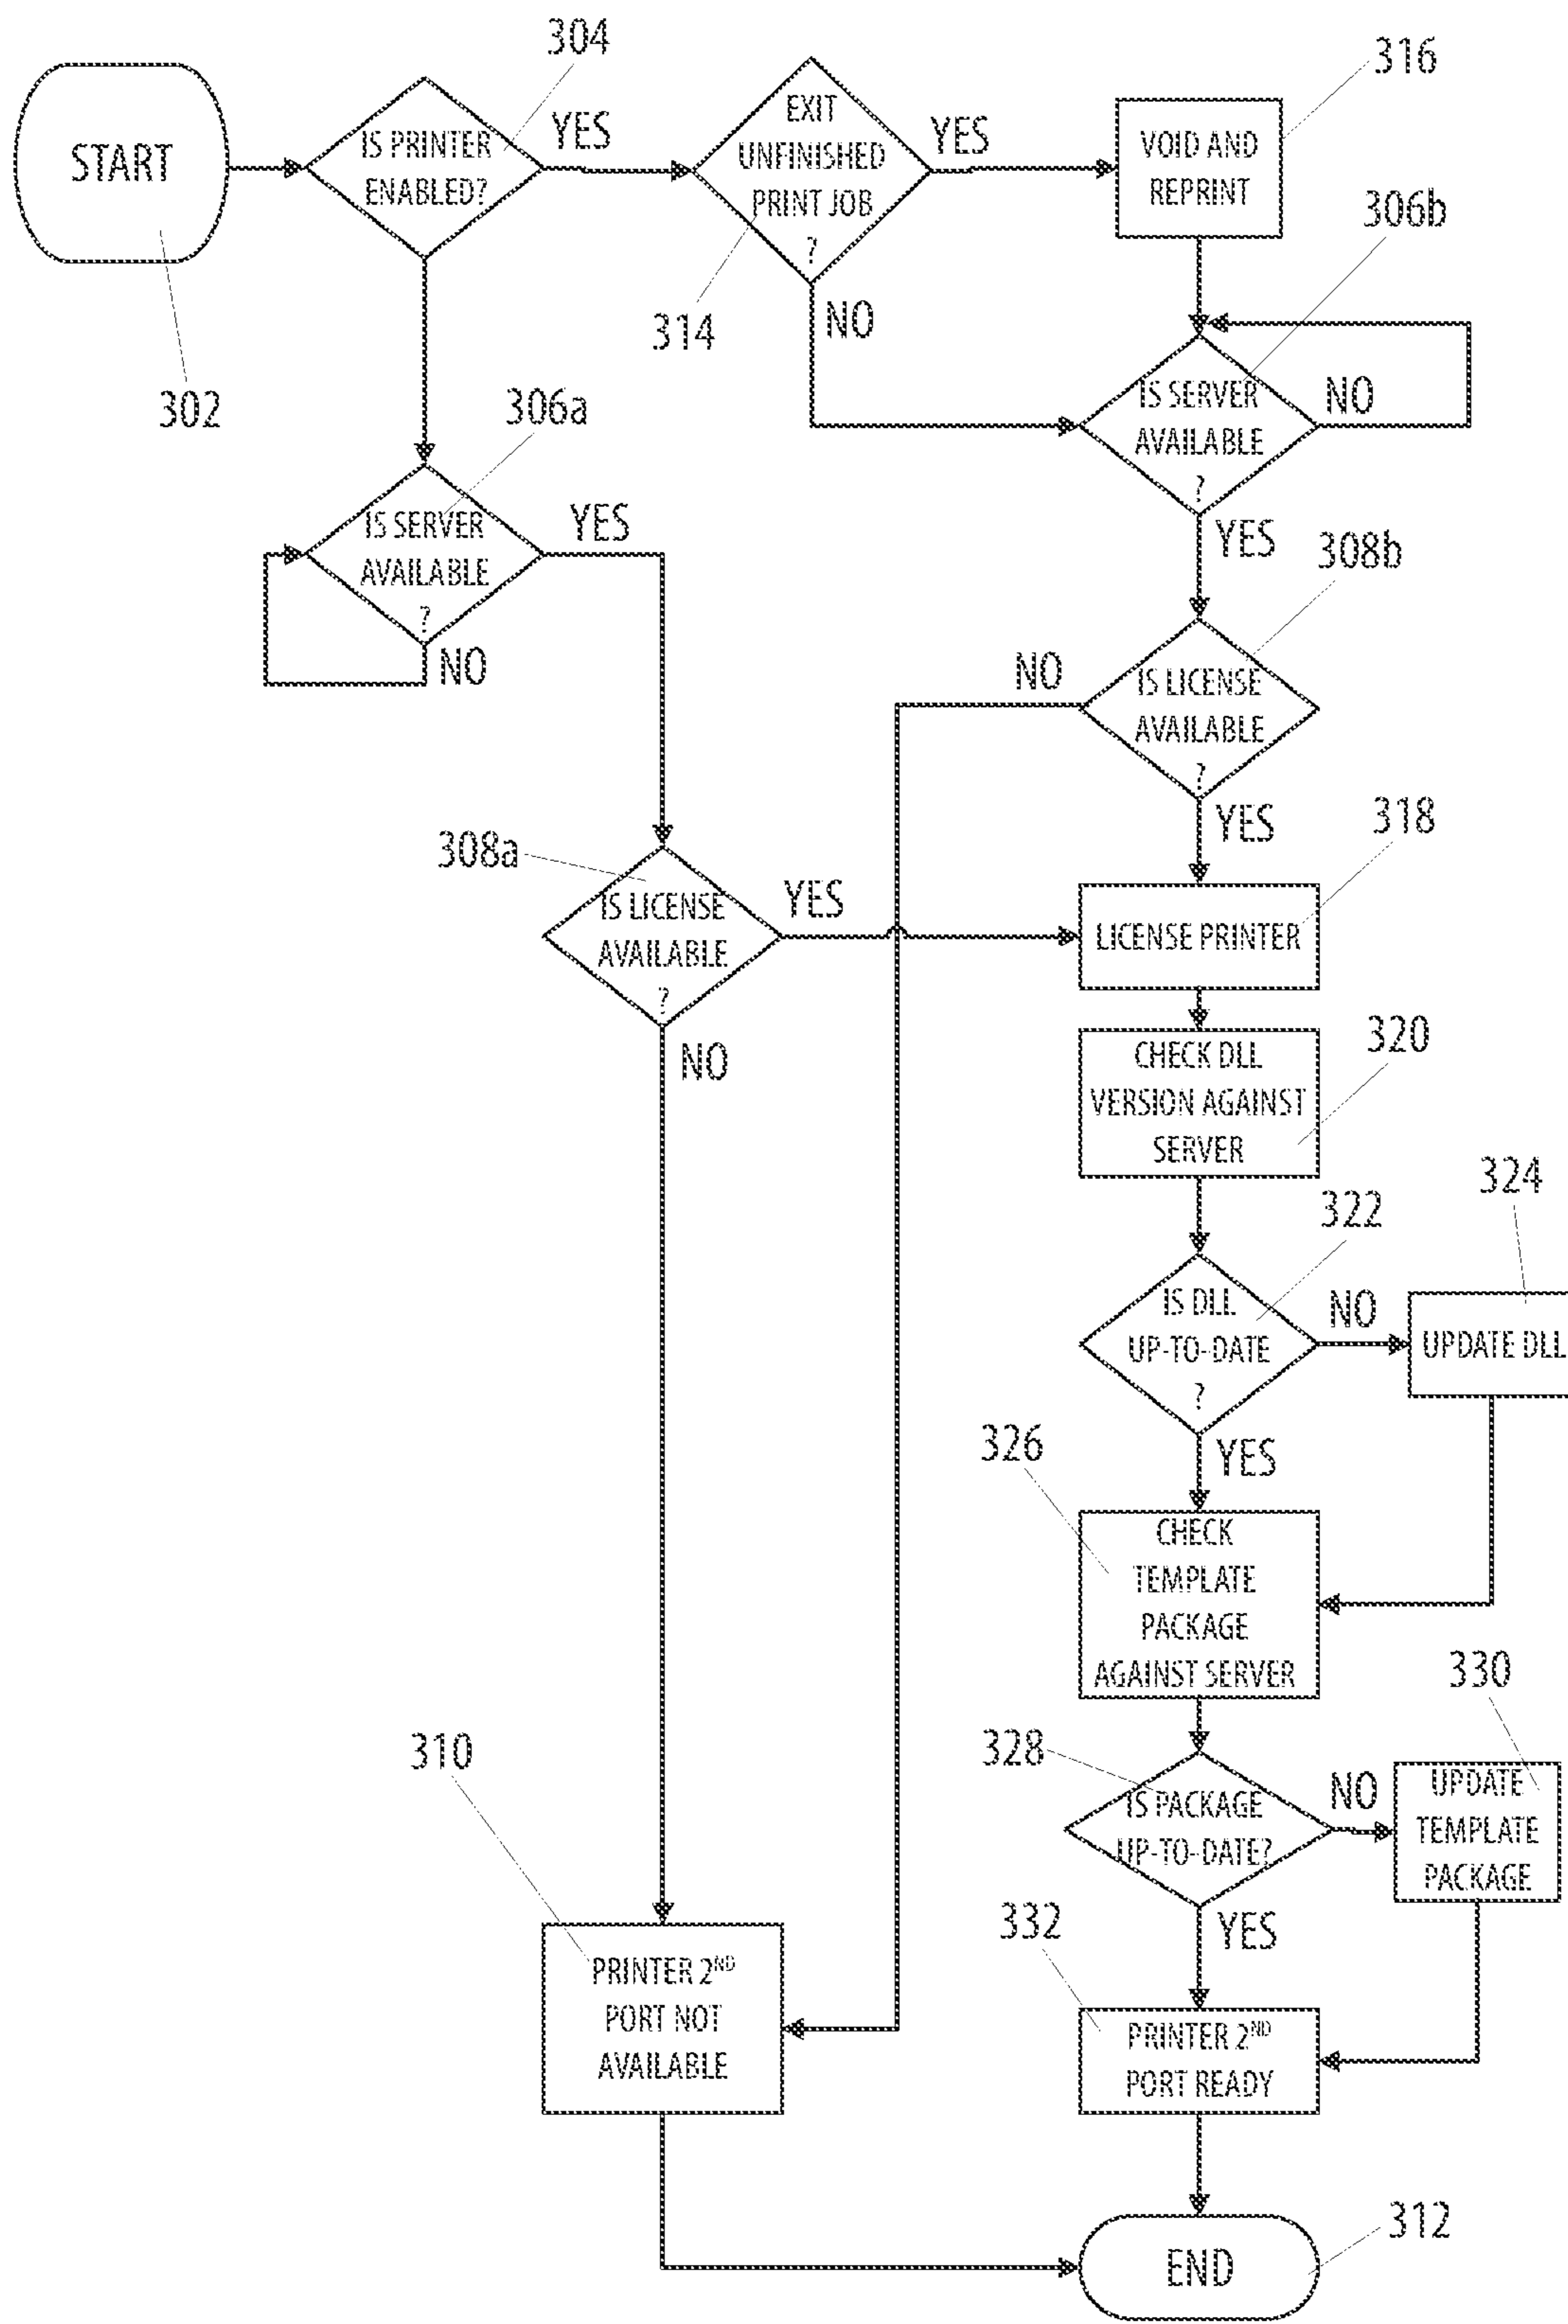 304
316
START
IS PRINTER
ENABLED?
YES
EXIT
UNFINISHED
PRINT JOB
?
YES
VOID AND
REPRINT
306b
314
NO
302
306a
IS SERVER
AVAILABLE
?
NO
IS SERVER
AVAILABLE
?
YES
NO
YES
308b
NO
IS LICENSE
AVAILABLE
?
YES
318
308a
IS LICENSE
AVAILABLE
?
YES
NO
LICENSE PRINTER
320
CHECK DLL
VERSION AGAINST
SERVER
324
322
IS DLL
UP-TO-DATE
?
NO
UPDATE DLL
YES
326
CHECK
TEMPLATE
PACKAGE
AGAINST SERVER
330
328
IS PACKAGE
UP-TO-DATE?
NO
UPDATE
TEMPLATE
PACKAGE
310
YES
332
PRINTER 2ND
PORT NOT
AVAILABLE
PRINTER 2ND
PORT READY
312
END